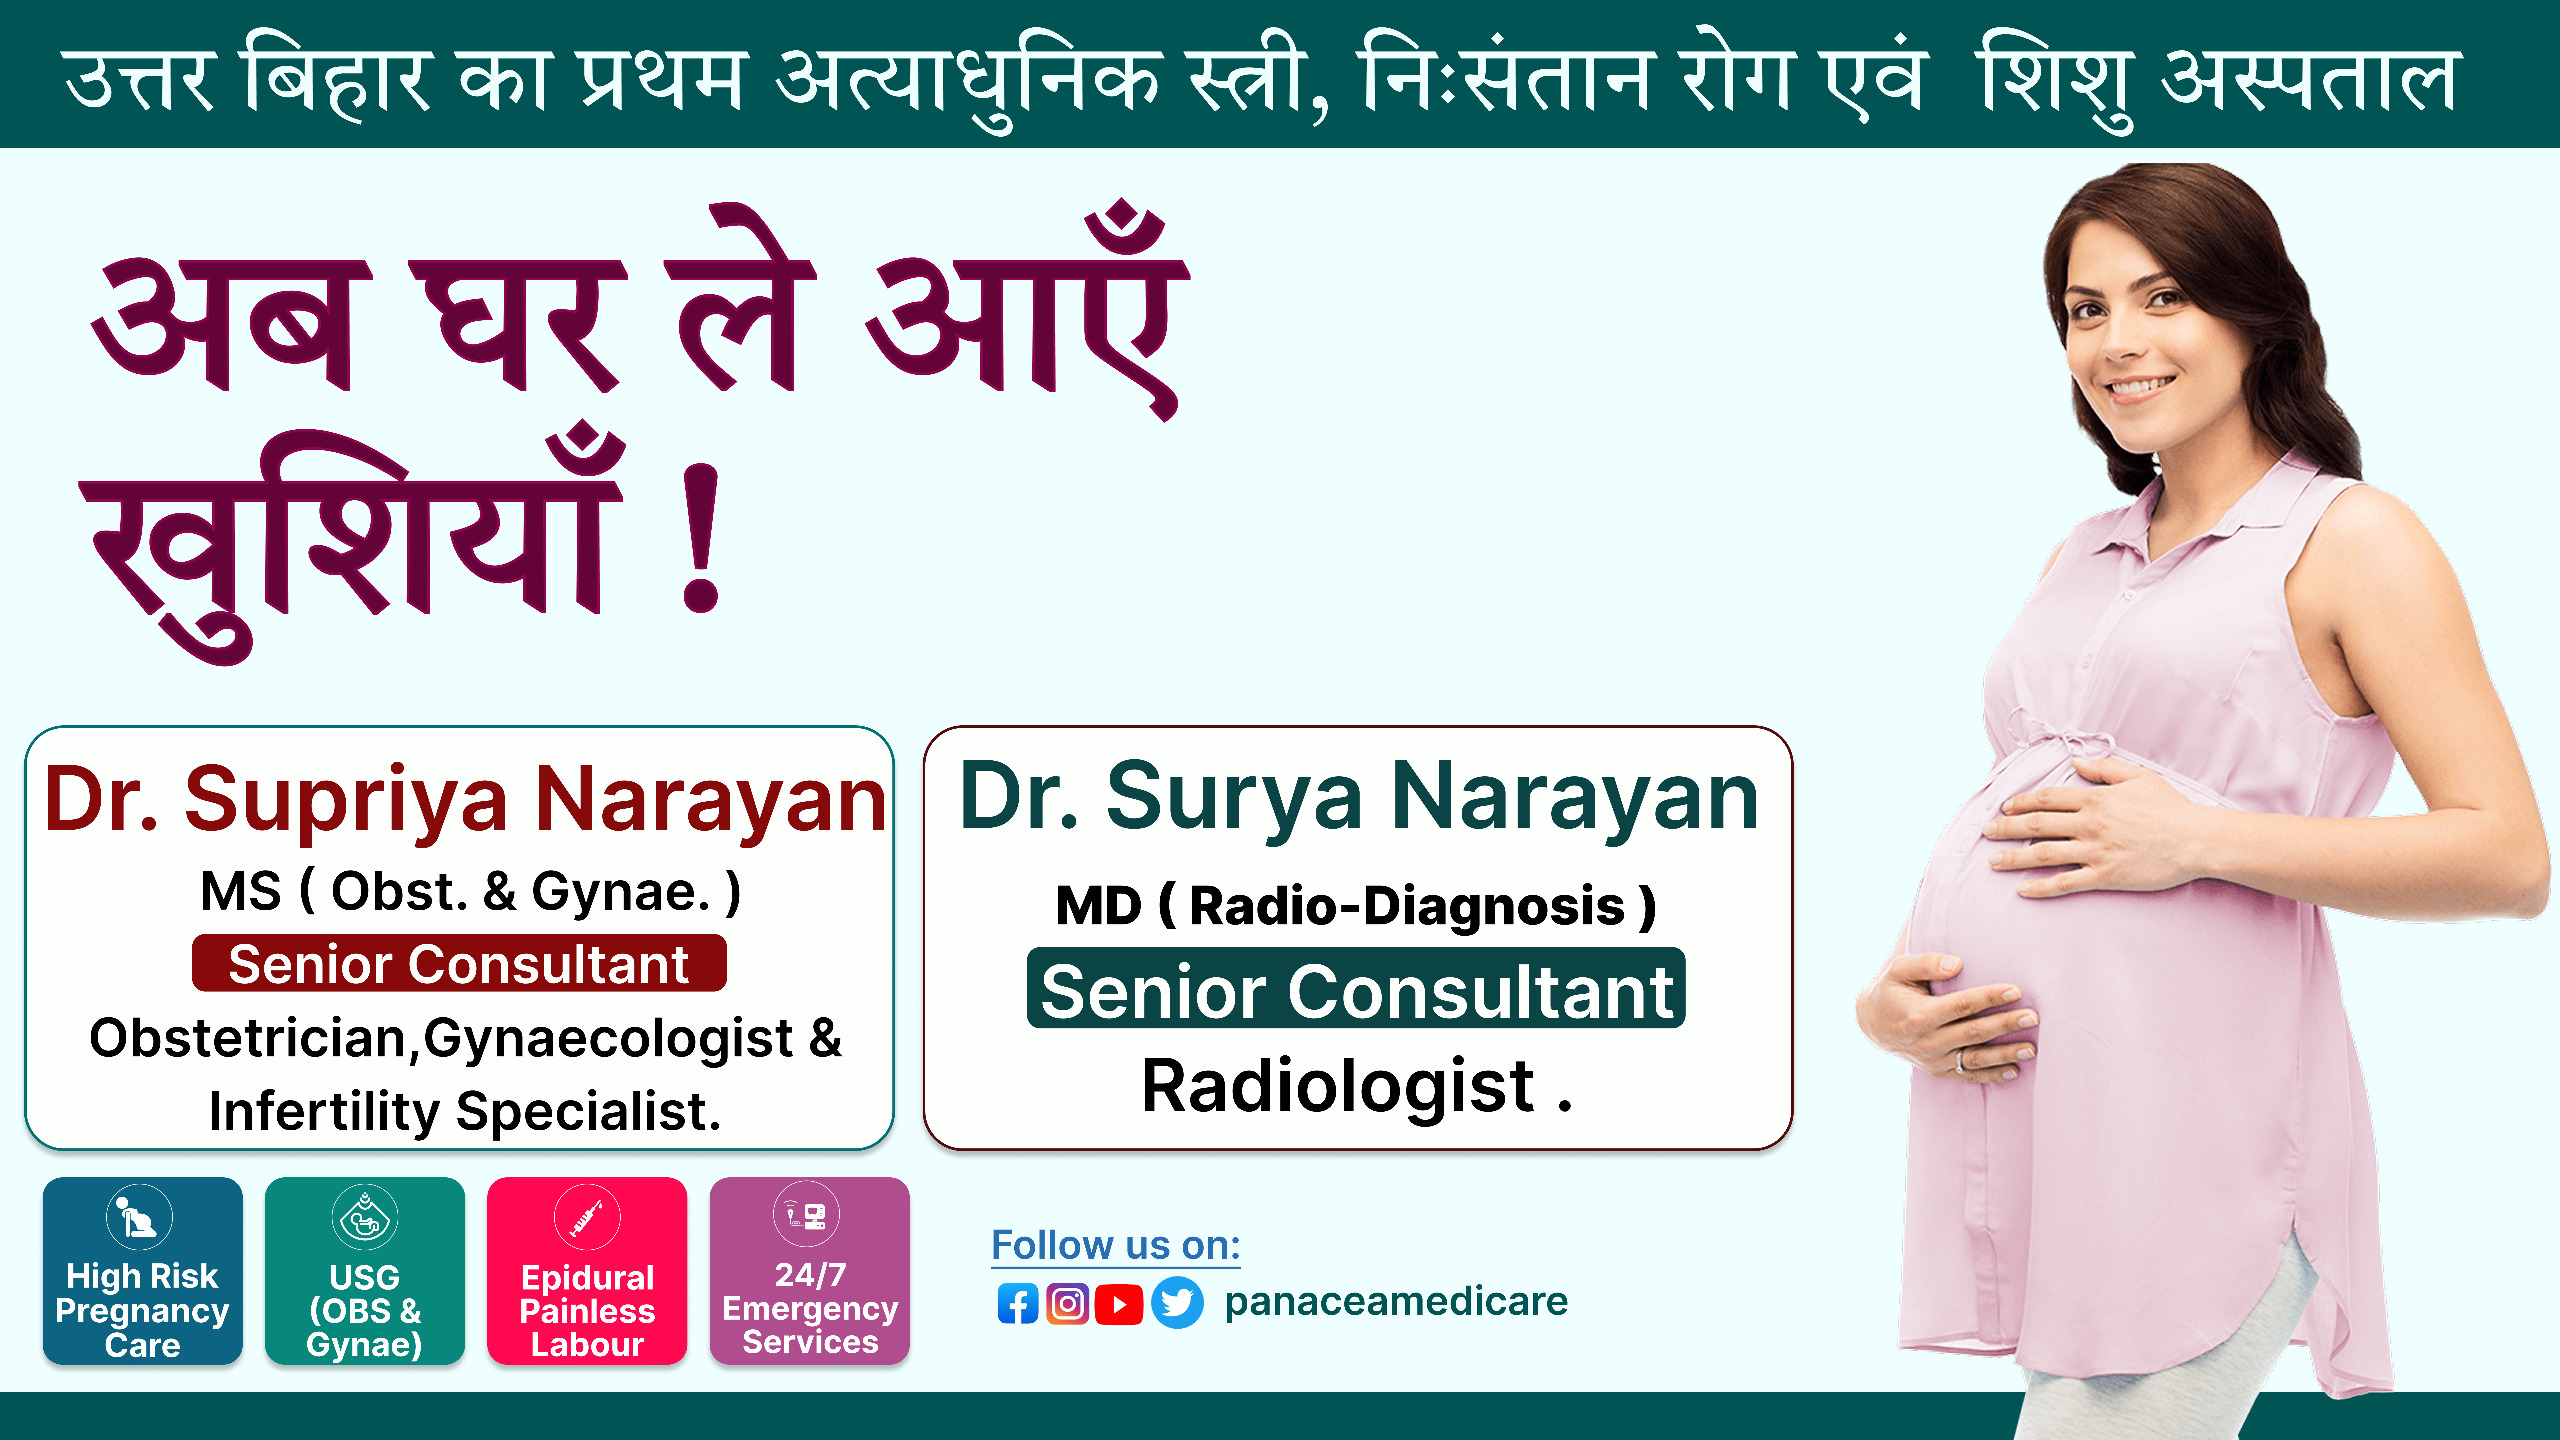 उत्तर बिहार का प्रथम अत्याधुनिक स्त्री, निःसंतान रोग एवं शिशु अस्पताल
अब घर ले आएँ
खुशियाँ !
Dr. Supriya Narayan
MS ( Obst. & Gynae. )
Senior Consultant
Obstetrician,Gynaecologist &
Infertility Specialist.
Dr. Surya Narayan
MD ( Radio-Diagnosis )
Senior Consultant
Radiologist .
High Risk
Pregnancy
Care
USG
(OBS &
Gynae)
Epidural
Painless
Labour
24/7
Emergency
Services
Follow us on:
panaceamedicare